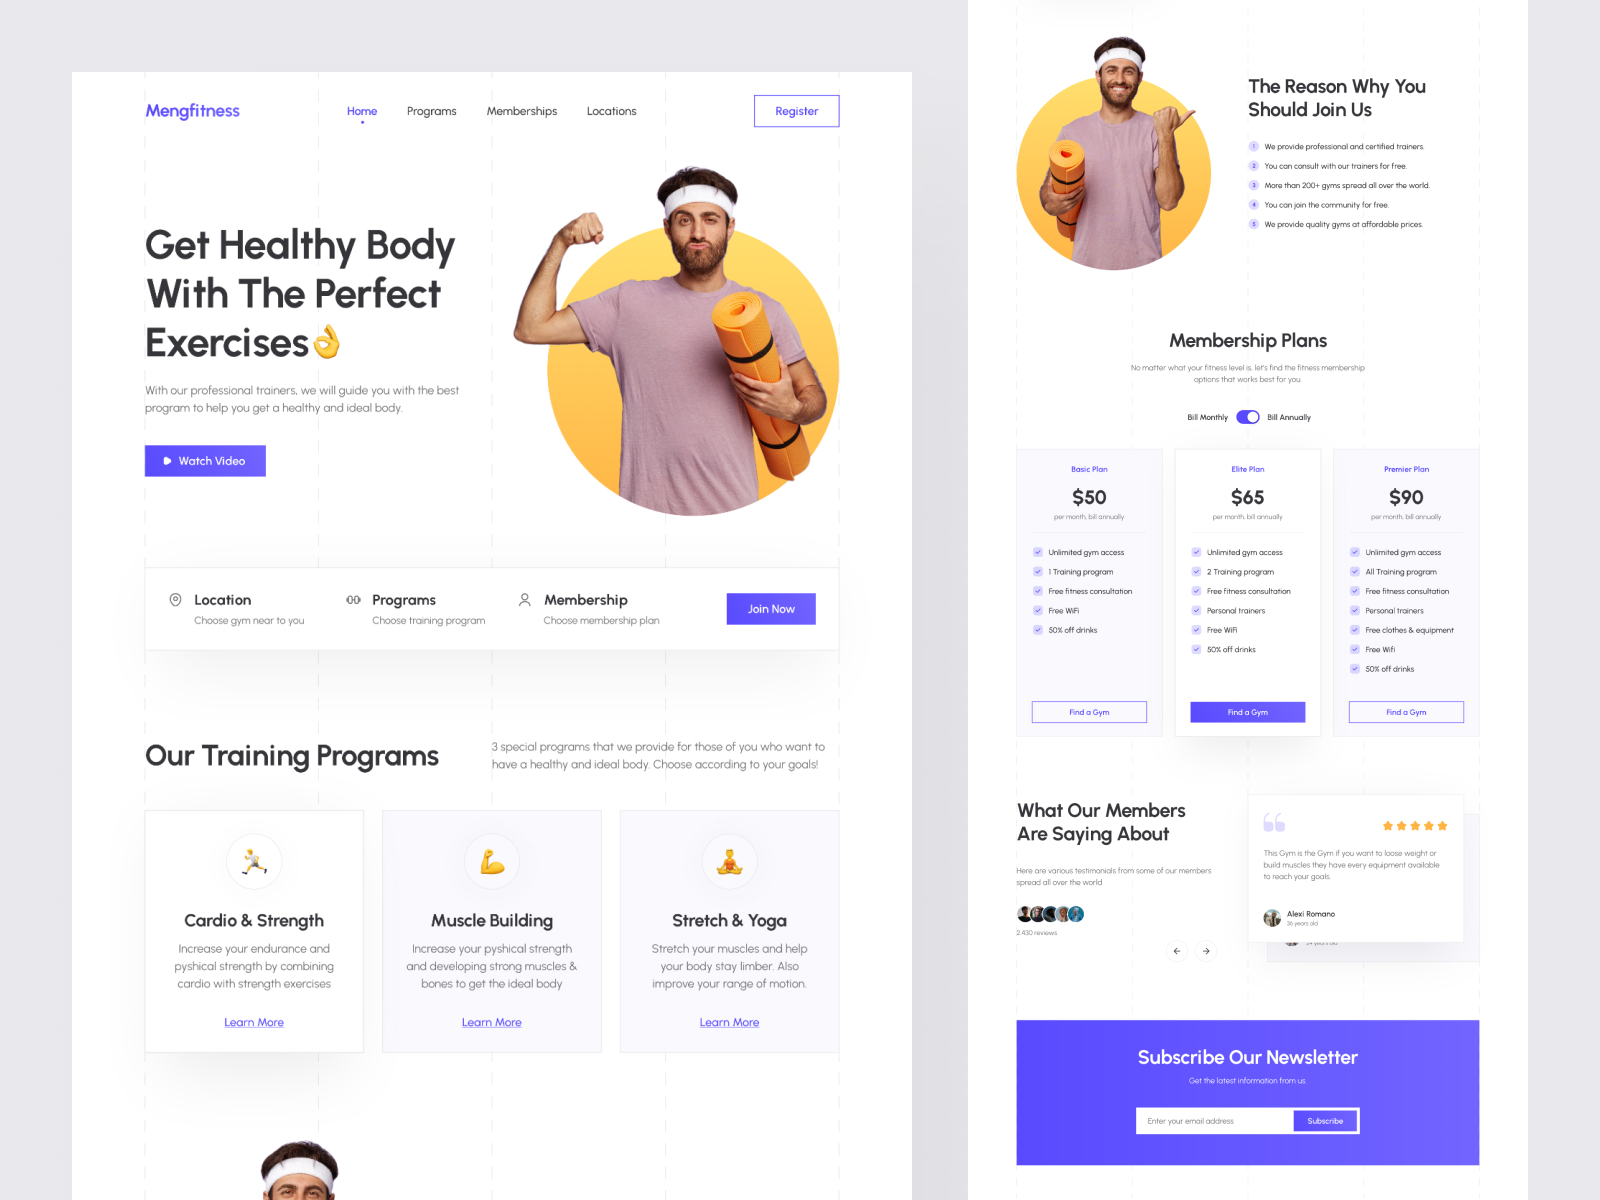 Mengfitness
Home
Programs
Memberships
Locations
Register
Get Healthy Body
With The Perfect
Exercises👌
With our professional trainers, we will guide you with the best
program to help you get a healthy and ideal body.
Watch Video
Location
Choose gym near to you
Programs
Choose training program
Membership
Choose membership plan
Join Now
Our Training Programs
3 special programs that we provide for those of you who want to
have a healthy and ideal body. Choose according to your goals!
Cardio & Strength
Increase your endurance and
pyshical strength by combining
cardio with strength exercises
Learn More
Muscle Building
Increase your pyshical strength
and developing strong muscles &
bones to get the ideal body
Learn More
Stretch & Yoga
Stretch your muscles and help
your body stay limber. Also
improve your range of motion.
Learn More
The Reason Why You
Should Join Us
1 We provide professional and certified trainers.
2 You can consult with our trainers for free.
3 More than 200+ gyms spread all over the world.
4 You can join the community for free.
5 We provide quality gyms at affordable prices.
Membership Plans
No matter what your fitness level is, let's find the fitness membership
options that works best for you
Bill Monthly
Bill Annually
Basic Plan
$50
per month, bill annually
Unlimited gym access
1 Training program
Free fitness consultation
Free WiFi
50% off drinks
Find a Gym
Elite Plan
$65
per month, bill annually
Unlimited gym access
2 Training program
Free fitness consultation
Personal trainers
Free WiFi
50% off drinks
Find a Gym
Premier Plan
$90
per month, bill annually
Unlimited gym access
All Training program
Free fitness consultation
Personal trainers
Free clothes & equipment
Free Wifi
50% off drinks
Find a Gym
What Our Members
Are Saying About
Here are various testimonials from some of our members
spread all over the world
2.430 reviews
This Gym is the Gym if you want to loose weight or
build muscles they have every equipment available
to reach your goals.
Alexi Romano
36 years old
Subscribe Our Newsletter
Get the latest information from us
Enter your email address
Subscribe